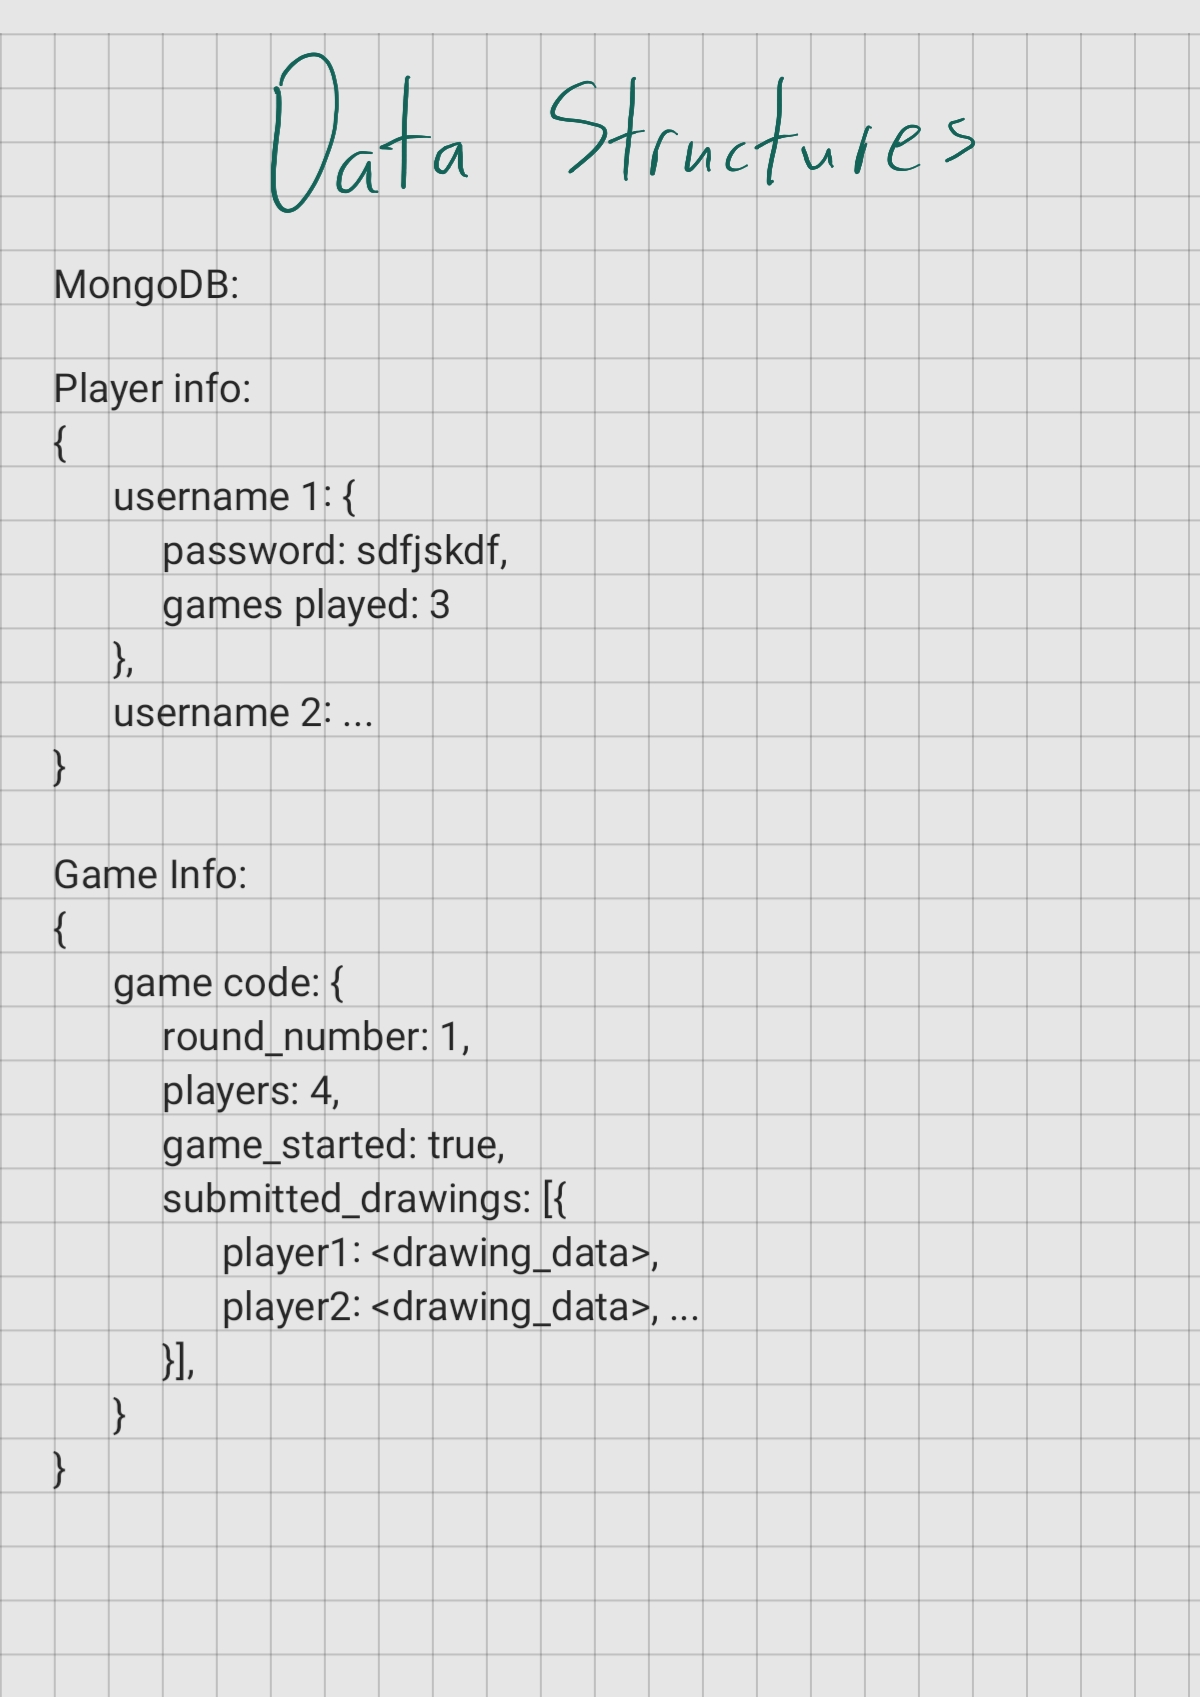 Data Structures
MongoDB:
Player info:
{
username 1: {
password: sdfjskdf,
games played: 3
},
username 2: ...
}
Game Info:
{
game code: {
round_number: 1,
players: 4,
game_started: true,
submitted_drawings: [{
player1: <drawing_data>,
player2: <drawing_data>, ...
}],
}
}